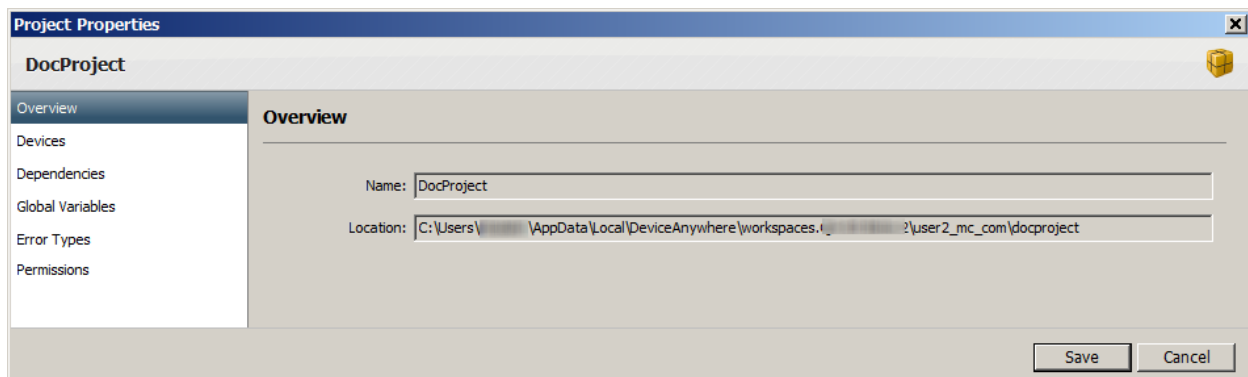 Project Properties
DocProject
Overview
Devices
Dependencies
Global Variables
Error Types
Permissions
Overview
Name: DocProject
Location: C:\Users\ \AppData\Local\DeviceAnywhere\workspaces. 2\user2_mc_com\docproject
Save Cancel